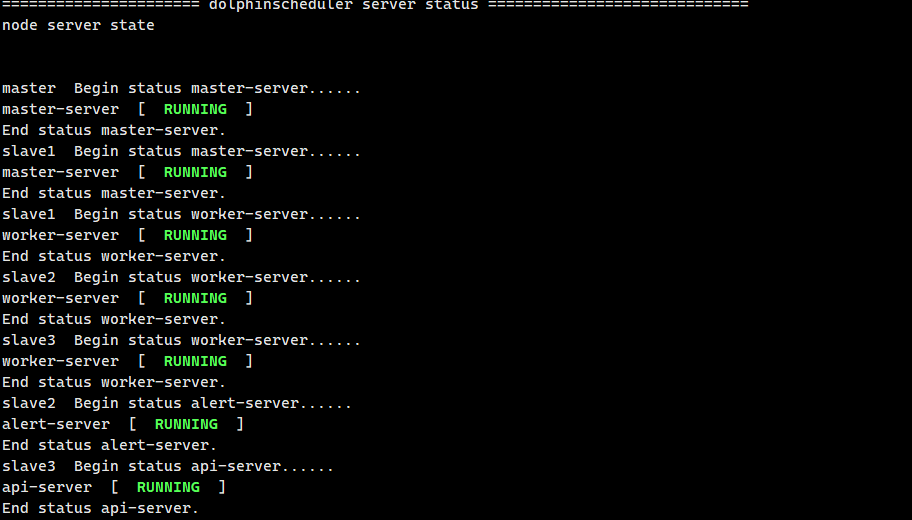 ====================== dolphinscheduler server status =============================
node server state
master  Begin status master-server......
master-server  [  RUNNING  ]
End status master-server.
slave1  Begin status master-server......
master-server  [  RUNNING  ]
End status master-server.
slave1  Begin status worker-server......
worker-server  [  RUNNING  ]
End status worker-server.
slave2  Begin status worker-server......
worker-server  [  RUNNING  ]
End status worker-server.
slave3  Begin status worker-server......
worker-server  [  RUNNING  ]
End status worker-server.
slave2  Begin status alert-server......
alert-server  [  RUNNING  ]
End status alert-server.
slave3  Begin status api-server......
api-server  [  RUNNING  ]
End status api-server.